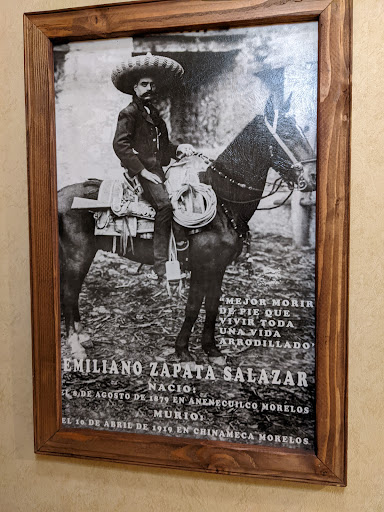 "MEJOR MORIR
DE PIE QUE
VIVIR TODA
UNA VIDA
ARRODILLADO"
EMILIANO ZAPATA SALAZAR
NACIO:
EL 8 DE AGOSTO DE 1879 EN ANENECUILCO MORELOS
MURIO:
EL 10 DE ABRIL DE 1919 EN CHINAMECA MORELOS